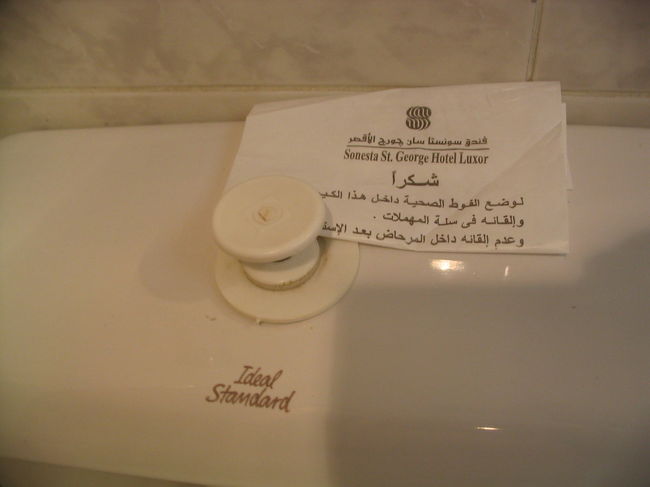 فندق سونستا سان جورج الأقصر
Sonesta St. George Hotel Luxor
شكراً
لوضع الفوط الصحية داخل هذا
وإلقائه فى سلة المهملات .
وعدم إلقائه داخل المرحاض بعد
Ideal
Standard